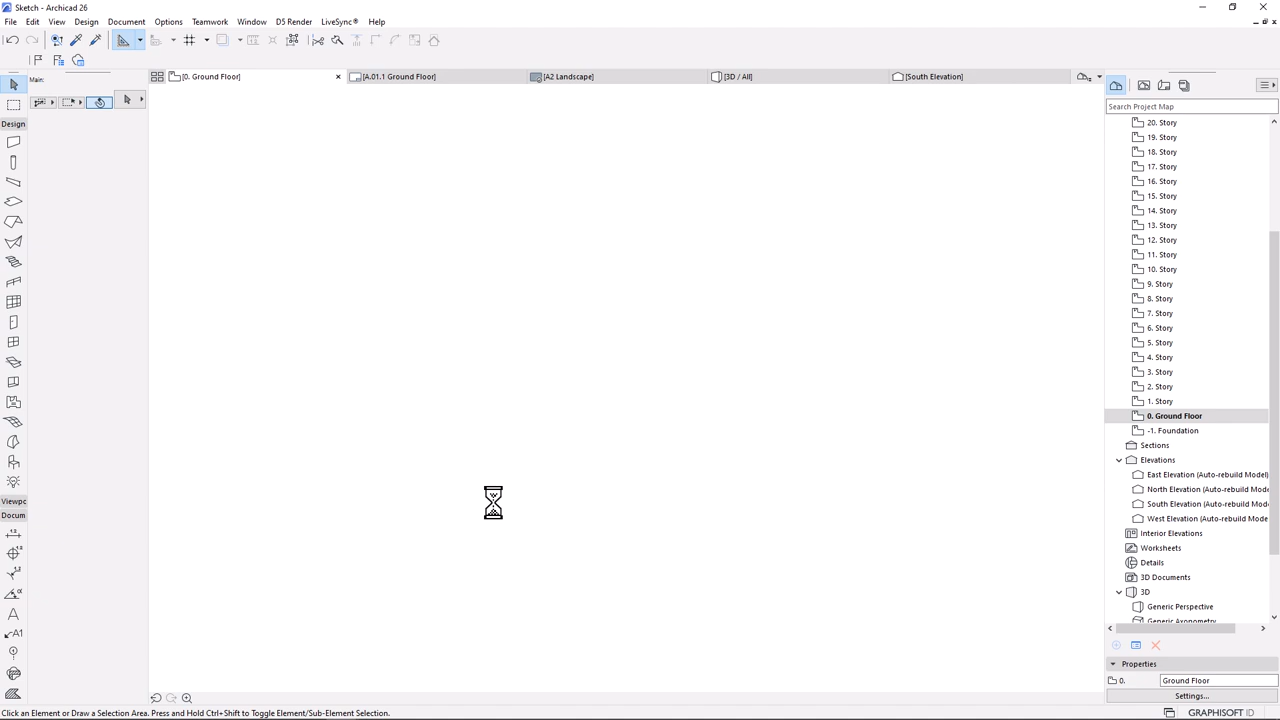 Sketch - Archicad 26
File Edit View Design Document Options Teamwork Window D5 Render LiveSync® Help
Main:
[0. Ground Floor]
[A.01.1 Ground Floor]
[A2 Landscape]
[3D / All]
[South Elevation]
Search Project Map
Design
20. Story
19. Story
18. Story
17. Story
16. Story
15. Story
14. Story
13. Story
12. Story
11. Story
10. Story
9. Story
8. Story
7. Story
6. Story
5. Story
4. Story
3. Story
2. Story
1. Story
0. Ground Floor
-1. Foundation
Sections
Elevations
East Elevation (Auto-rebuild Model)
North Elevation (Auto-rebuild Mode
South Elevation (Auto-rebuild Mode
West Elevation (Auto-rebuild Mode
Interior Elevations
Worksheets
Details
3D Documents
3D
Generic Perspective
Generic Axonometry
Viewpo
Docum
A1
Properties
0. Ground Floor
Settings...
Click an Element or Draw a Selection Area. Press and Hold Ctrl+Shift to Toggle Element/Sub-Element Selection.
GRAPHISOFT ID